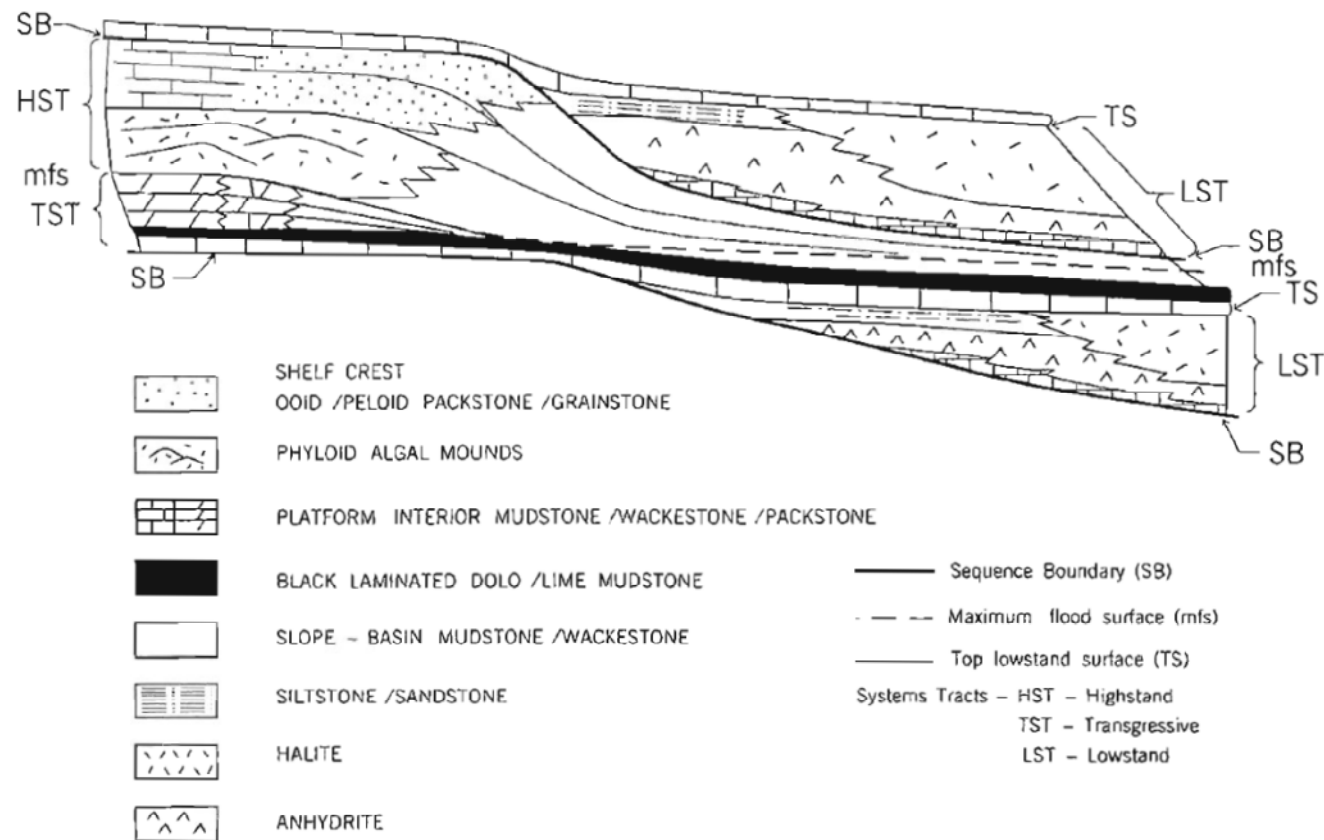 SB
HST
mfs
TST
SB
TS
LST
SB
mfs
TS
LST
SB
SHELF CREST
OOID /PELOID PACKSTONE /GRAINSTONE
PHYLOID ALGAL MOUNDS
PLATFORM INTERIOR MUDSTONE /WACKESTONE /PACKSTONE
BLACK LAMINATED DOLO /LIME MUDSTONE
SLOPE - BASIN MUDSTONE /WACKESTONE
SILTSTONE /SANDSTONE
HALITE
ANHYDRITE
Sequence Boundary (SB)
Maximum flood surface (mfs)
Top lowstand surface (TS)
Systems Tracts - HST - Highstand
TST - Transgressive
LST - Lowstand